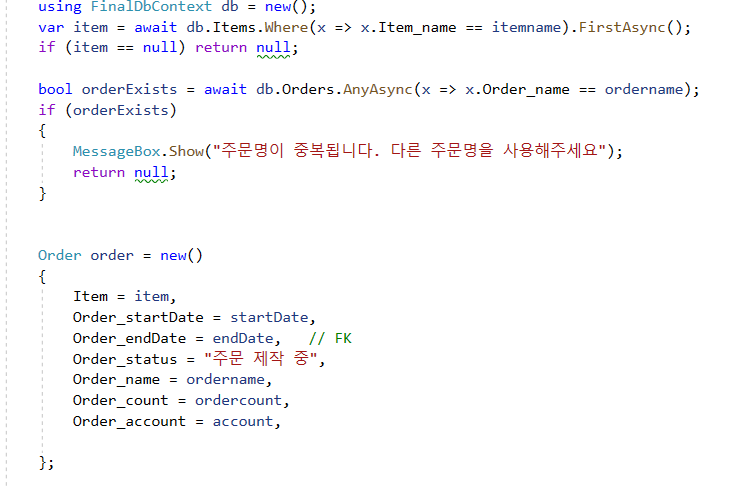 using FinalDbContext db = new();
var item = await db.Items.Where(x => x.Item_name == itemname).FirstAsync();
if (item == null) return null;
bool orderExists = await db.Orders.AnyAsync(x => x.Order_name == ordername);
if (orderExists)
{
MessageBox.Show("주문명이 중복됩니다. 다른 주문명을 사용해주세요");
return null;
}
Order order = new()
{
Item = item,
Order_startDate = startDate,
Order_endDate = endDate,   // FK
Order_status = "주문 제작 중",
Order_name = ordername,
Order_count = ordercount,
Order_account = account,
};